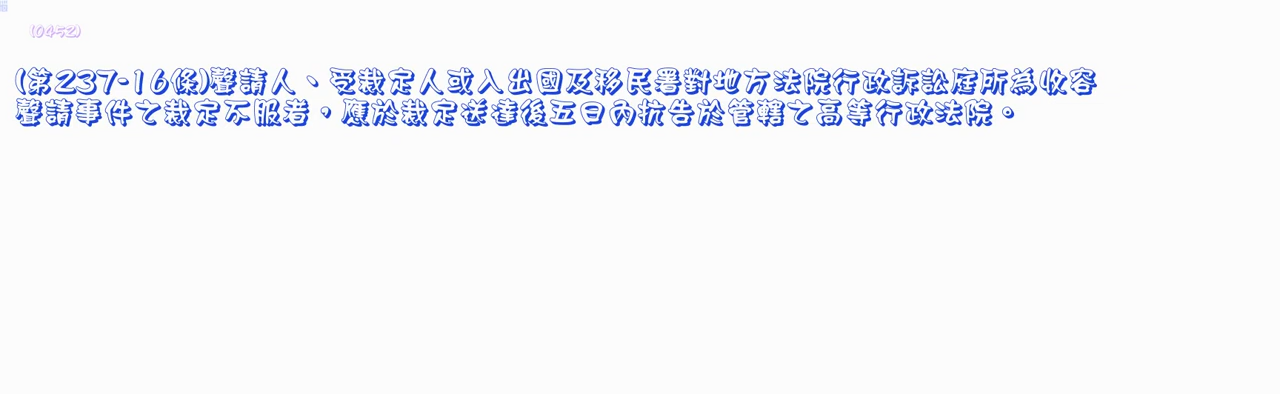 (0452)
(第237-16條)聲請人、受裁定人或入出國及移民署對地方法院行政訴訟庭所為收容
聲請事件之裁定不服者，應於裁定送達後五日內抗告於管轄之高等行政法院。